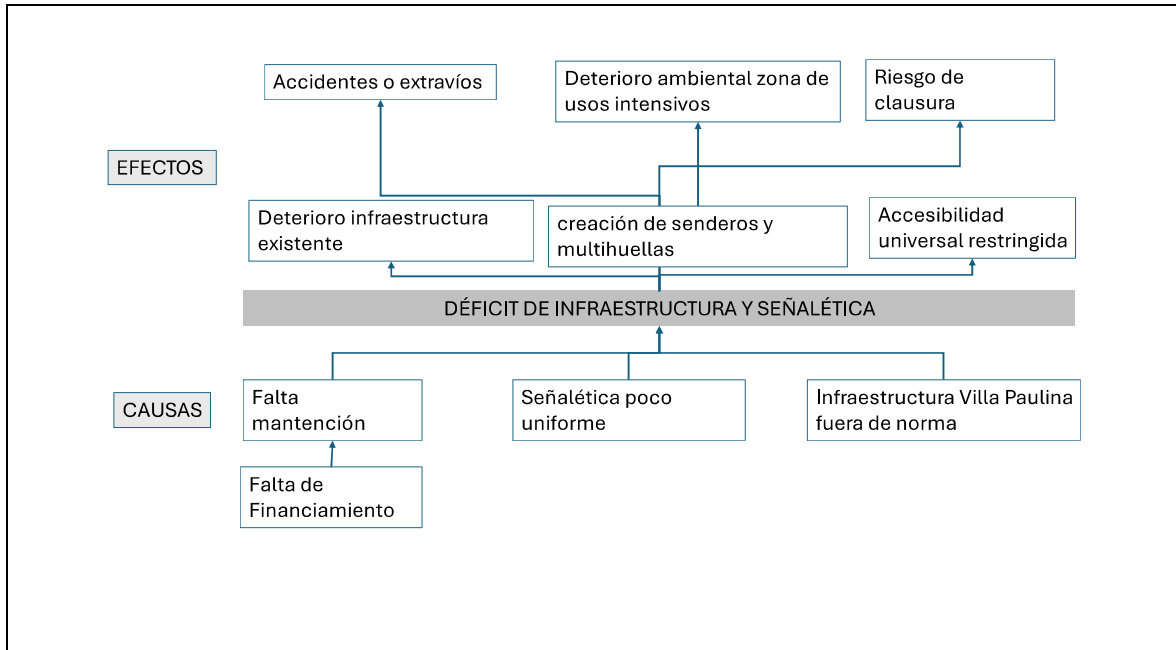 Accidentes o extravíos
Deterioro ambiental zona de
usos intensivos
Riesgo de
clausura
EFECTOS
Deterioro infraestructura
existente
creación de senderos y
multihuellas
Accesibilidad
universal restringida
DÉFICIT DE INFRAESTRUCTURA Y SEÑALÉTICA
CAUSAS
Falta
mantención
Señalética poco
uniforme
Infraestructura Villa Paulina
fuera de norma
Falta de
Financiamiento